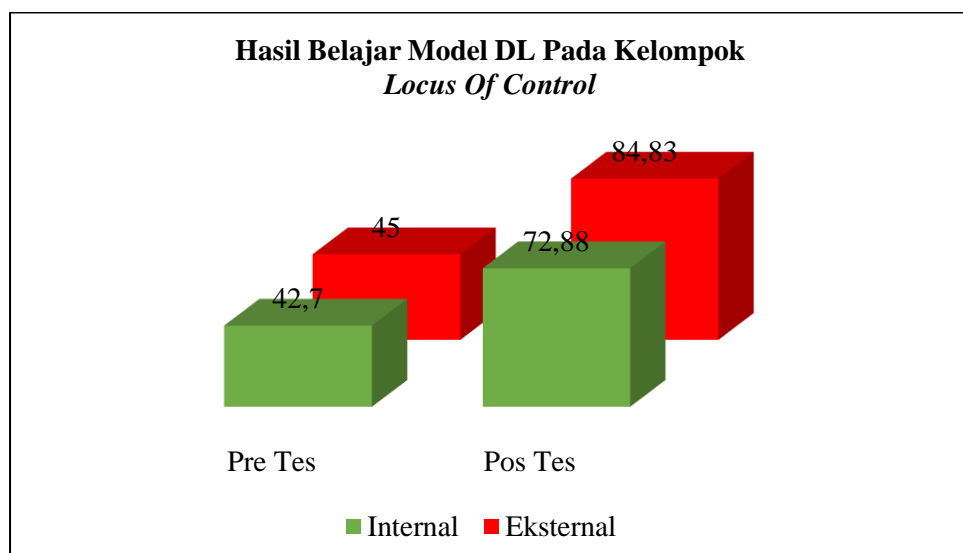 Hasil Belajar Model DL Pada Kelompok
Locus Of Control
84,83
45
72,88
42,7
Pre Tes
Pos Tes
Internal
Eksternal